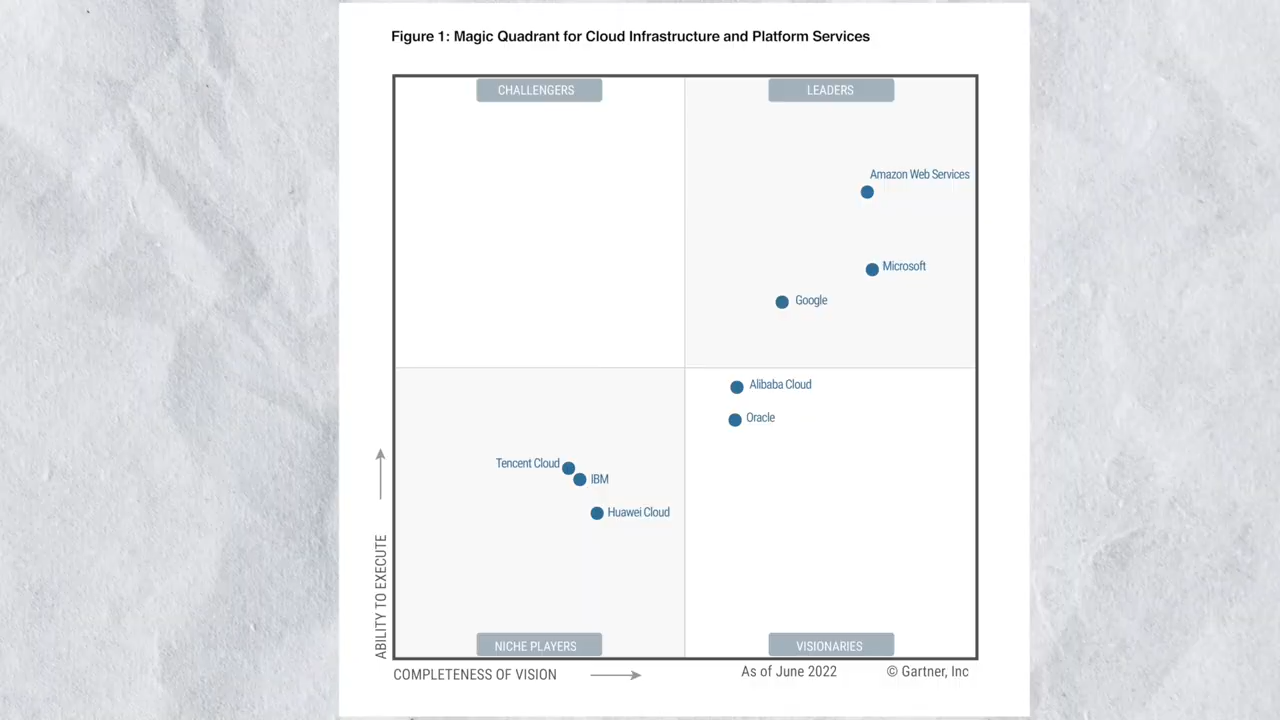 Figure 1: Magic Quadrant for Cloud Infrastructure and Platform Services
CHALLENGERS
LEADERS
Amazon Web Services
Microsoft
Google
Alibaba Cloud
Oracle
Tencent Cloud
IBM
Huawei Cloud
ABILITY TO EXECUTE
NICHE PLAYERS
VISIONARIES
COMPLETENESS OF VISION
As of June 2022
© Gartner, Inc